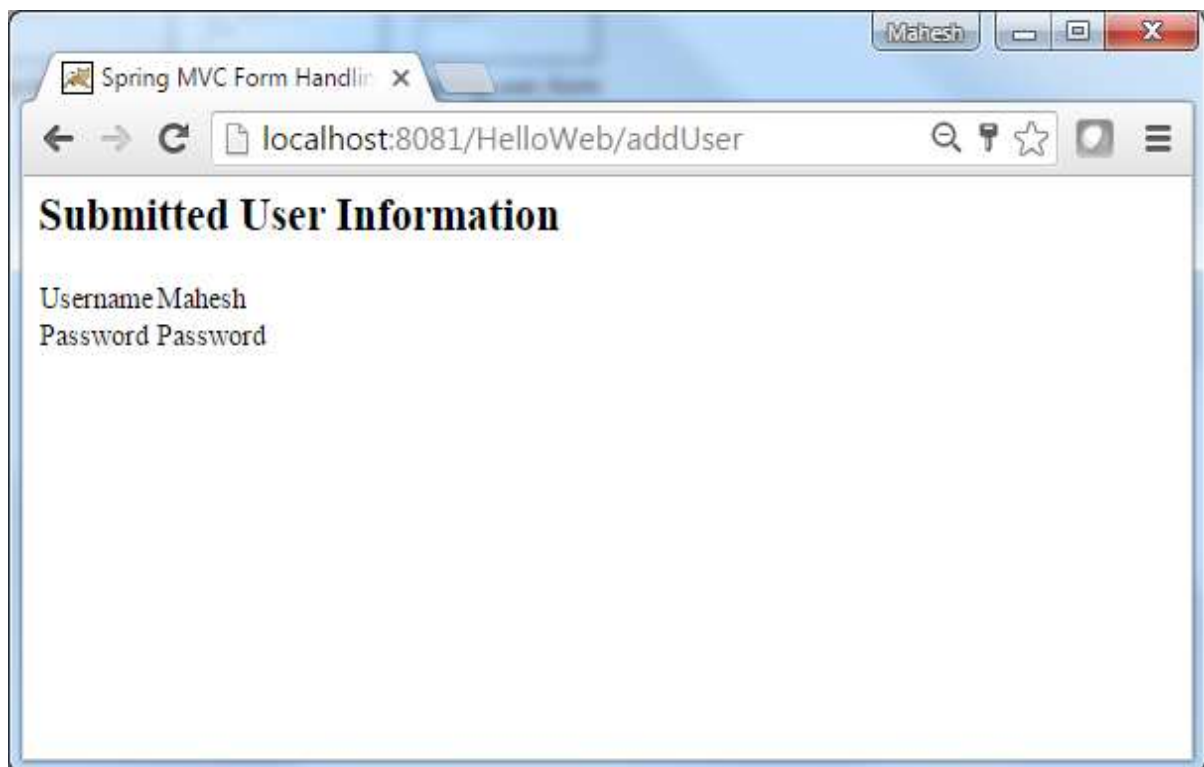 Mahesh
Spring MVC Form Handlin
localhost:8081/HelloWeb/addUser
Submitted User Information
Username Mahesh
Password Password